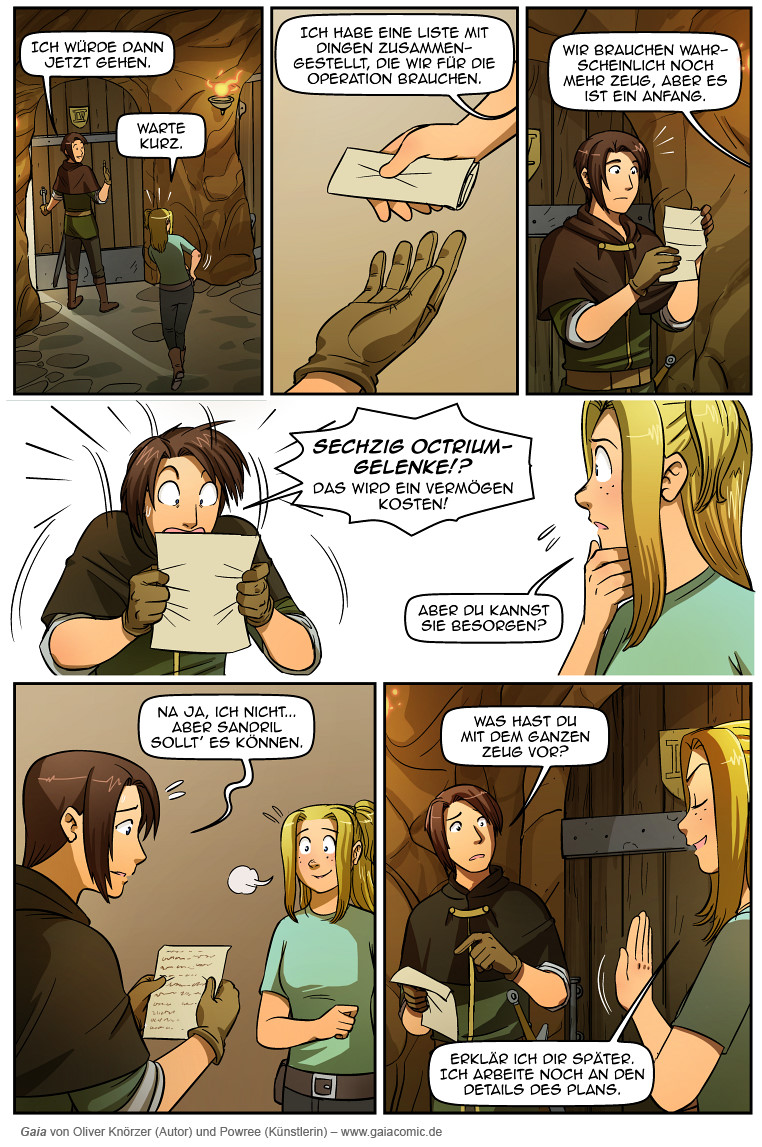 ICH WÜRDE DANN
JETZT GEHEN.
WARTE
KURZ.
ICH HABE EINE LISTE MIT
DINGEN ZUSAMMEN-
GESTELLT, DIE WIR FÜR DIE
OPERATION BRAUCHEN.
WIR BRAUCHEN WAHR-
SCHEINLICH NOCH
MEHR ZEUG, ABER ES
IST EIN ANFANG.
SECHZIG OCTRIUM-
GELENKE!?
DAS WIRD EIN VERMÖGEN
KOSTEN!
ABER DU KANNST
SIE BESORGEN?
NA JA, ICH NICHT...
ABER SANDRIL
SOLLT' ES KÖNNEN.
WAS HAST DU
MIT DEM GANZEN
ZEUG VOR?
ERKLÄR ICH DIR SPÄTER.
ICH ARBEITE NOCH AN DEN
DETAILS DES PLANS.
Gaia von Oliver Knörzer (Autor) und Powree (Künstlerin) – www.gaiacomic.de